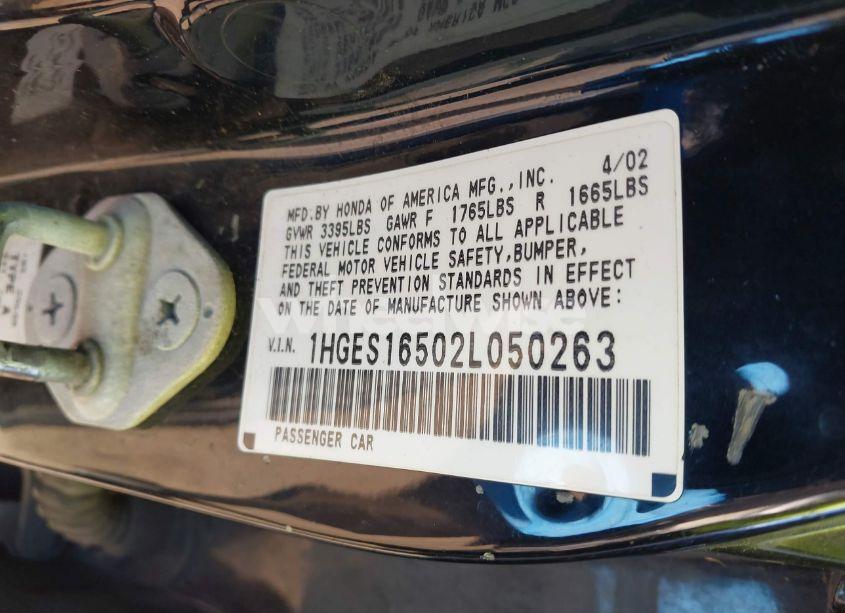 MFD.BY HONDA OF AMERICA MFG.,INC. 4/02
GVWR 3395LBS GAWR F 1765LBS R 1665LBS
THIS VEHICLE CONFORMS TO ALL APPLICABLE
FEDERAL MOTOR VEHICLE SAFETY,BUMPER,
AND THEFT PREVENTION STANDARDS IN EFFECT
ON THE DATE OF MANUFACTURE SHOWN ABOVE:
V.I.N. 1HGES16502L050263
PASSENGER CAR
TYPE A